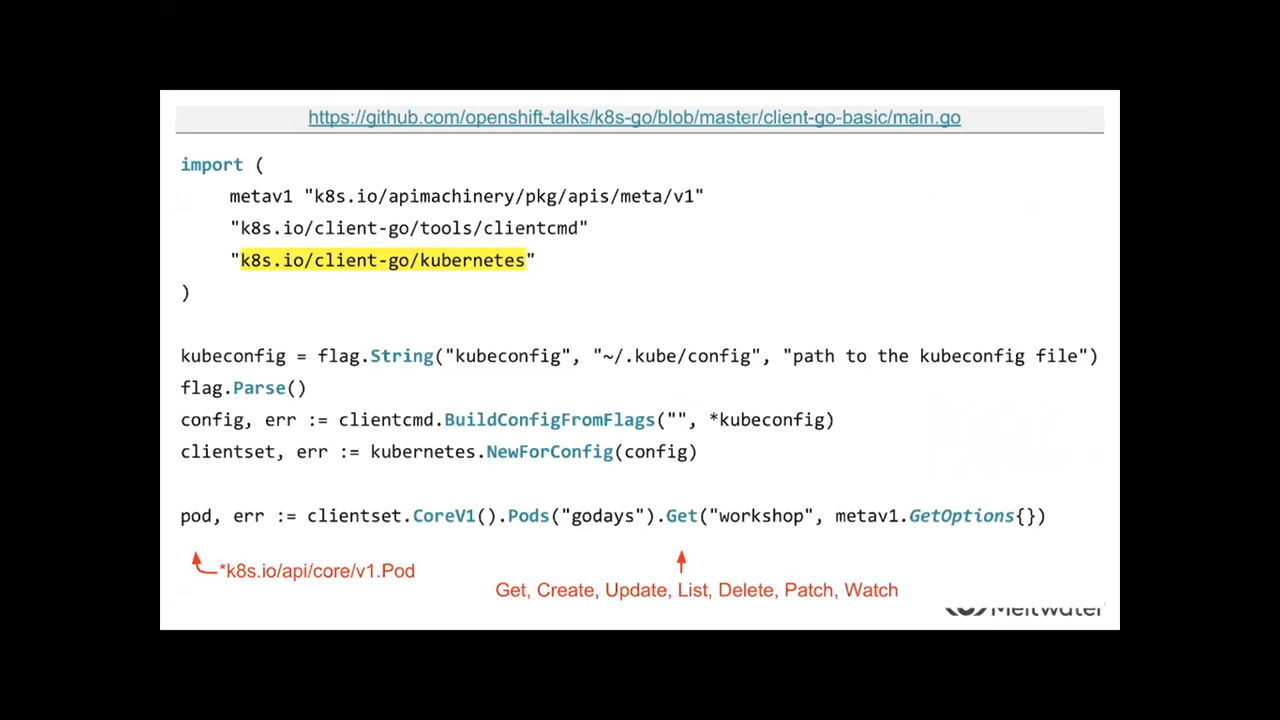 https://github.com/openshift-talks/k8s-go/blob/master/client-go-basic/main.go
import (
metav1 "k8s.io/apimachinery/pkg/apis/meta/v1"
"k8s.io/client-go/tools/clientcmd"
"k8s.io/client-go/kubernetes"
)
kubeconfig = flag.String("kubeconfig", "~/.kube/config", "path to the kubeconfig file")
flag.Parse()
config, err := clientcmd.BuildConfigFromFlags("", *kubeconfig)
clientset, err := kubernetes.NewForConfig(config)
pod, err := clientset.CoreV1().Pods("godays").Get("workshop", metav1.GetOptions{})
*k8s.io/api/core/v1.Pod
Get, Create, Update, List, Delete, Patch, Watch
Meltwater